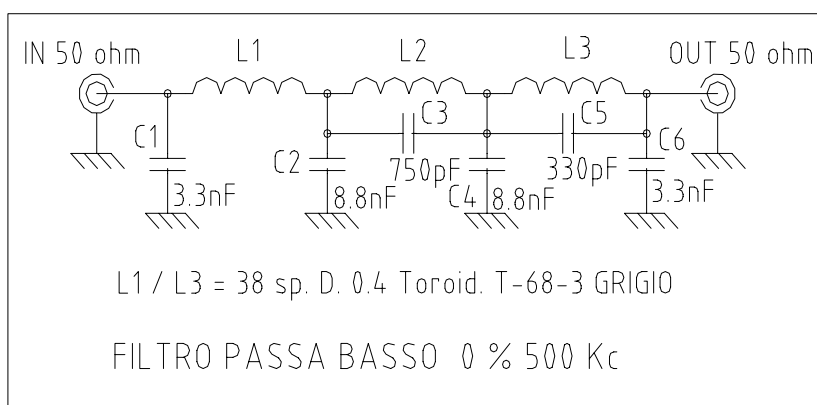 IN 50 ohm L1 L2 L3 OUT 50 ohm
C1 C2 C3 C4 C5 C6
3.3nF 8.8nF 750pF 8.8nF 330pF 3.3nF
L1 / L3 = 38 sp. D. 0.4 Toroid. T-68-3 GRIGIO
FILTRO PASSA BASSO 0 % 500 Kc